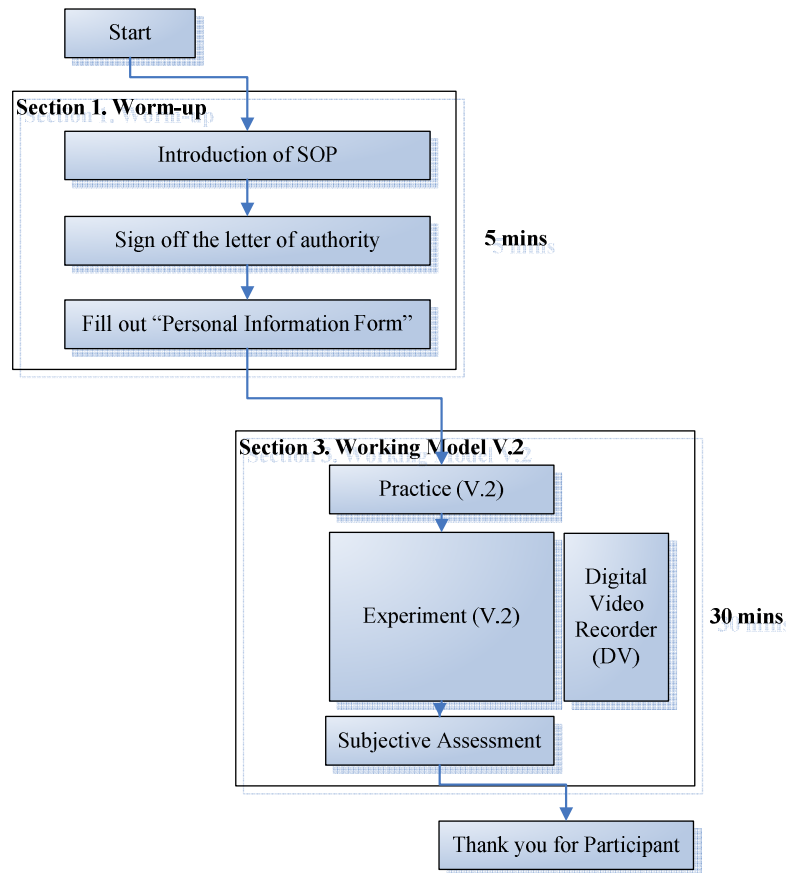 Start
Section 1. Worm-up
Introduction of SOP
Sign off the letter of authority
5 mins
Fill out “Personal Information Form”
Section 3. Working Model V.2
Practice (V.2)
Experiment (V.2)
Digital
Video
Recorder
(DV)
30 mins
Subjective Assessment
Thank you for Participant